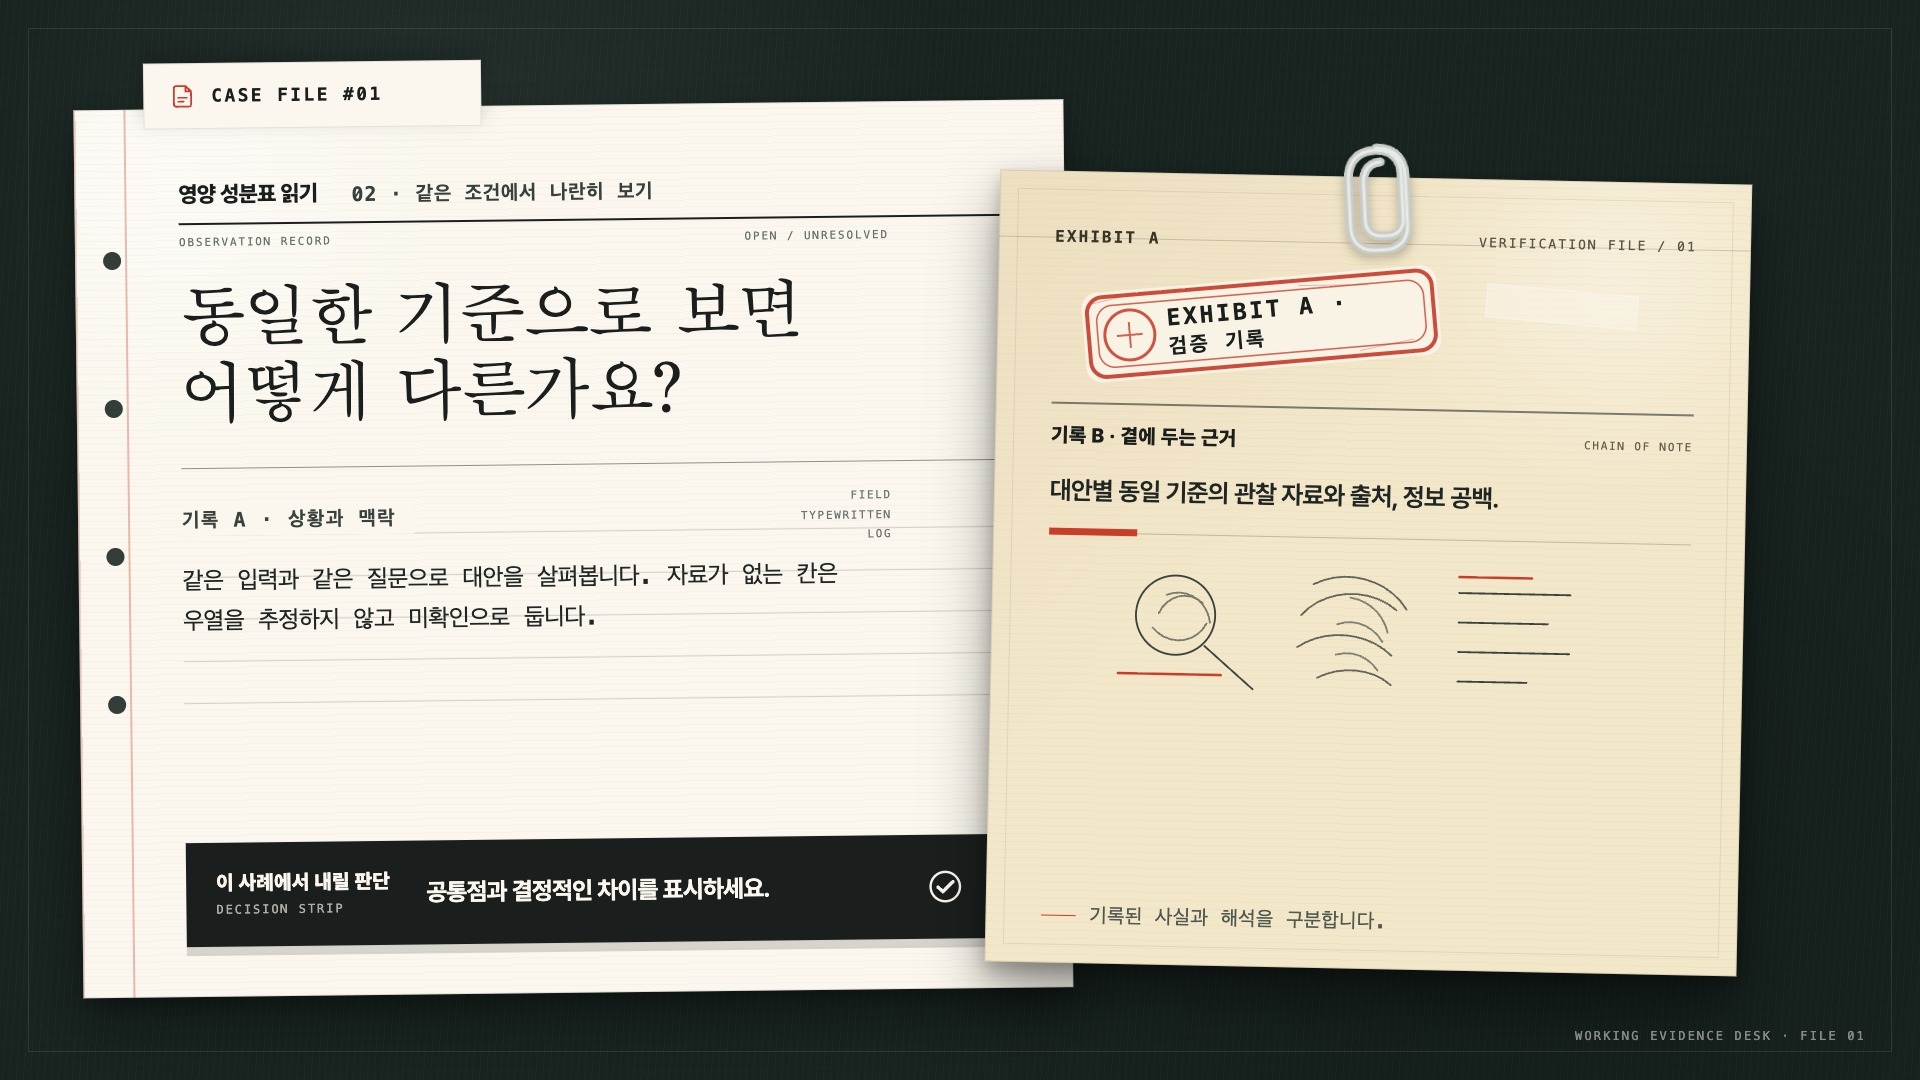 CASE FILE #01
영양 성분표 읽기 02 · 같은 조건에서 나란히 보기
OBSERVATION RECORD
OPEN / UNRESOLVED
동일한 기준으로 보면
어떻게 다른가요?
기록 A · 상황과 맥락
FIELD
TYPEWRITTEN
LOG
같은 입력과 같은 질문으로 대안을 살펴봅니다. 자료가 없는 칸은
우열을 추정하지 않고 미확인으로 둡니다.
이 사례에서 내릴 판단
DECISION STRIP
공통점과 결정적인 차이를 표시하세요.
EXHIBIT A
VERIFICATION FILE / 01
EXHIBIT A ·
검증 기록
기록 B · 곁에 두는 근거
CHAIN OF NOTE
대안별 동일 기준의 관찰 자료와 출처, 정보 공백.
기록된 사실과 해석을 구분합니다.
WORKING EVIDENCE DESK · FILE 01